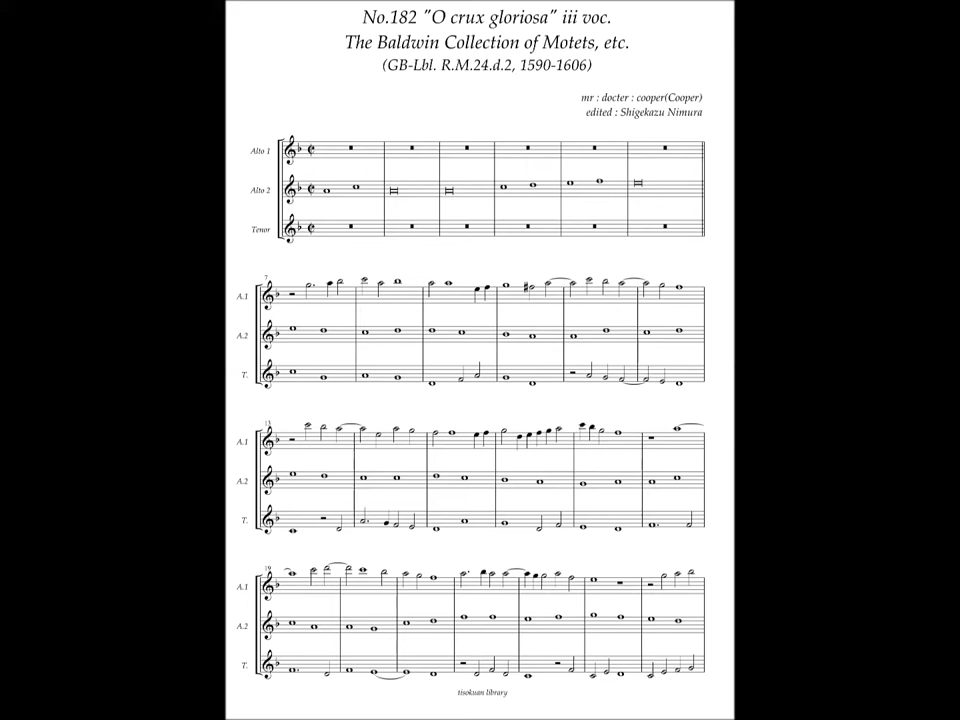 No.182 "O crux gloriosa" iii voc.
The Baldwin Collection of Motets, etc.
(GB-Lbl. R.M.24.d.2, 1590-1606)
mr : docter : cooper(Cooper)
edited : Shigekazu Nimura
Alto 1
Alto 2
Tenor
7
A.1
A.2
T.
13
A.1
A.2
T.
19
A.1
A.2
T.
tisokuan library